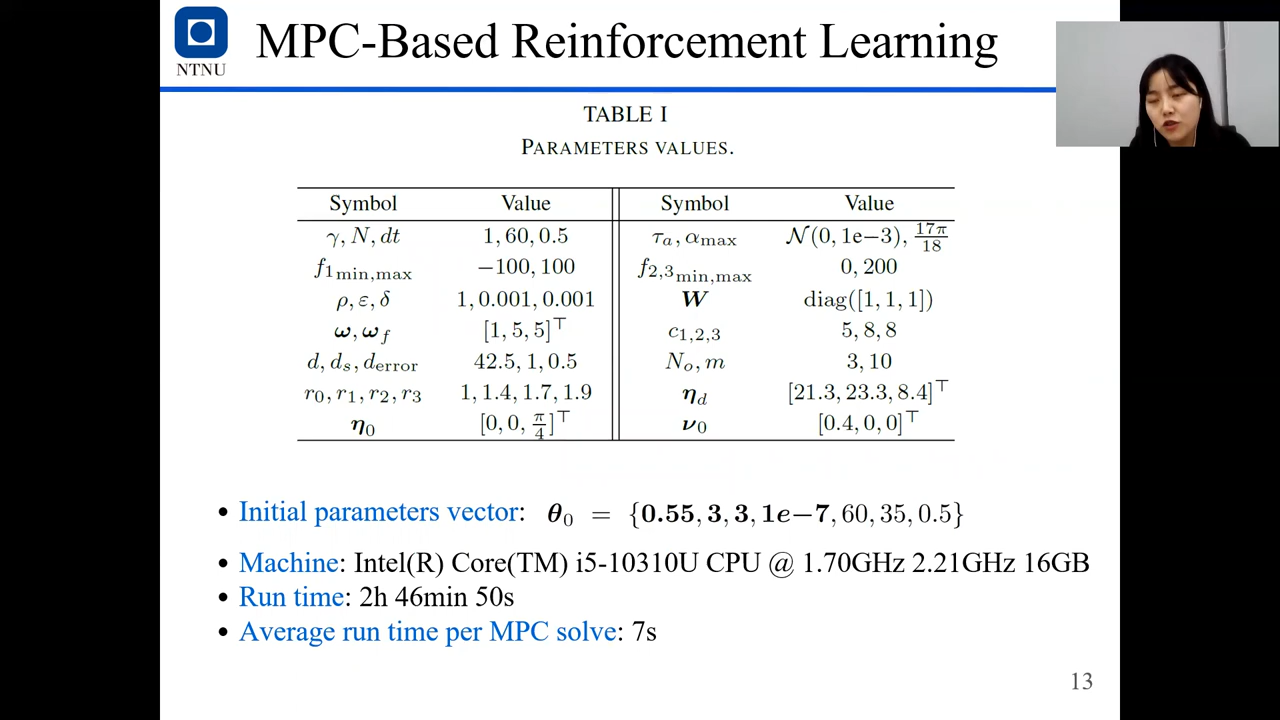 NTNU
MPC-Based Reinforcement Learning
TABLE I
PARAMETERS VALUES.
Symbol Value Symbol Value
γ, N, dt 1, 60, 0.5 τₐ, αmax 𝒩(0, 1e−3), 17π/18
f₁min,max −100, 100 f₂,₃min,max 0, 200
ρ, ε, δ 1, 0.001, 0.001 W diag([1, 1, 1])
ω, ωf [1, 5, 5]⊤ c₁,₂,₃ 5, 8, 8
d, dₛ, derror 42.5, 1, 0.5 Nₒ, m 3, 10
r₀, r₁, r₂, r₃ 1, 1.4, 1.7, 1.9 ηd [21.3, 23.3, 8.4]⊤
η₀ [0, 0, π/4]⊤ ν₀ [0.4, 0, 0]⊤
• Initial parameters vector: θ₀ = {0.55, 3, 3, 1e−7, 60, 35, 0.5}
• Machine: Intel(R) Core(TM) i5-10310U CPU @ 1.70GHz 2.21GHz 16GB
• Run time: 2h 46min 50s
• Average run time per MPC solve: 7s
13